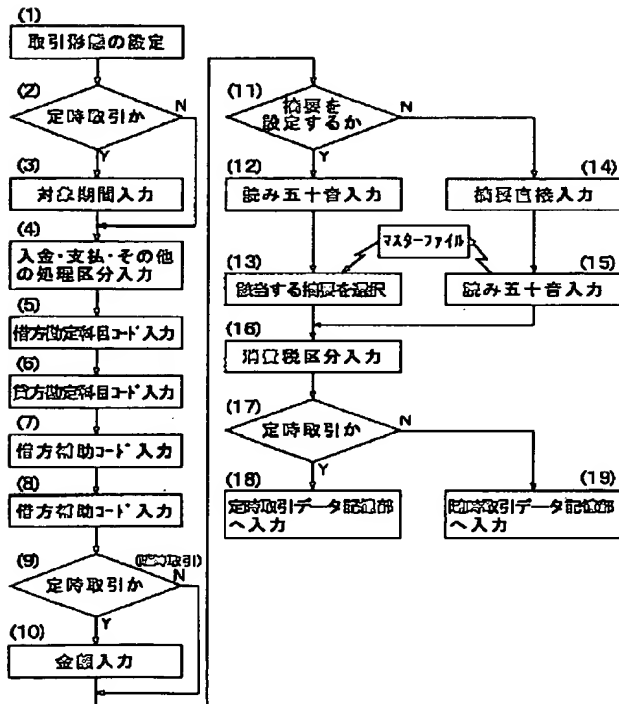 (1)
取引形態の設定
(2)
N
定時取引か
Y
(3)
対象期間入力
(4)
入金・支払・その他
の処理区分入力
(5)
借方勘定科目コード入力
(6)
貸方勘定科目コード入力
(7)
借方補助コード入力
(8)
借方補助コード入力
(9)
(臨時取引)
N
定時取引か
Y
(10)
金額入力
(11)
摘要を
設定するか
N
Y
(12)
読み五十音入力
(14)
摘要直接入力
マスターファイル
(13)
該当する摘要を選択
(15)
読み五十音入力
(16)
消費税区分入力
(17)
定時取引か
N
Y
(18)
定時取引データ記憶部
へ入力
(19)
臨時取引データ記憶部
へ入力